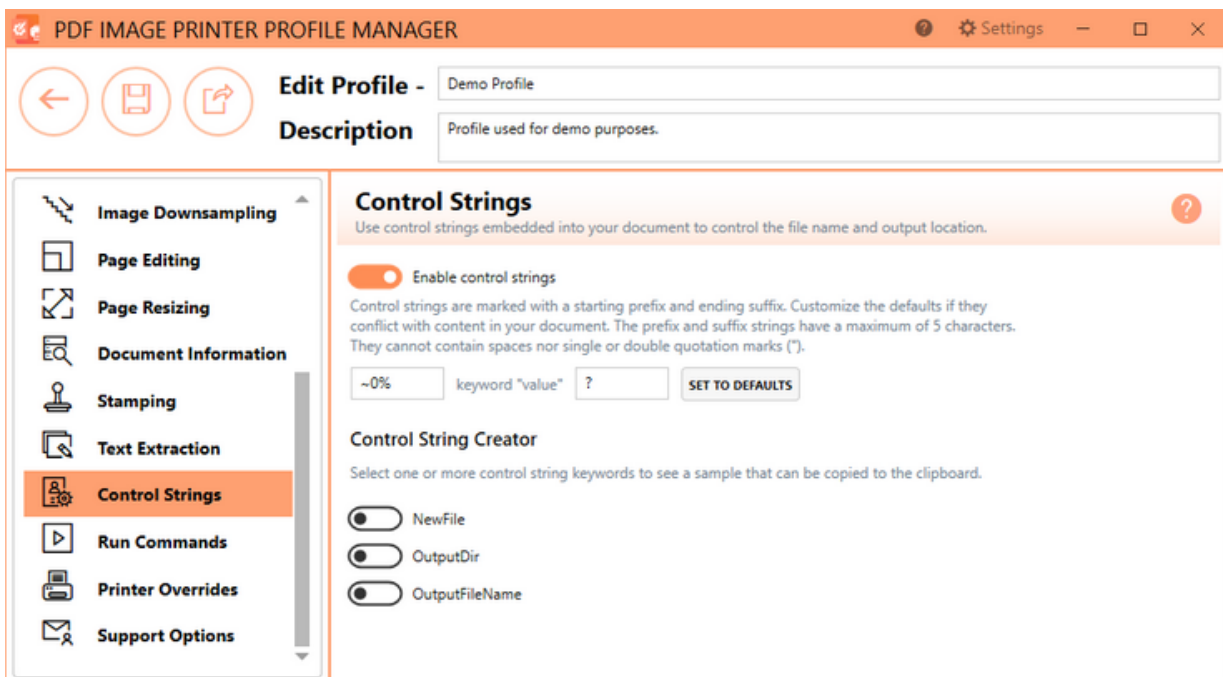 PDF IMAGE PRINTER PROFILE MANAGER
? Settings
Edit Profile - Demo Profile
Description Profile used for demo purposes.
Image Downsampling
Page Editing
Page Resizing
Document Information
Stamping
Text Extraction
Control Strings
Run Commands
Printer Overrides
Support Options
Control Strings
?
Use control strings embedded into your document to control the file name and output location.
Enable control strings
Control strings are marked with a starting prefix and ending suffix. Customize the defaults if they
conflict with content in your document. The prefix and suffix strings have a maximum of 5 characters.
They cannot contain spaces nor single or double quotation marks (").
~0% keyword "value" ? SET TO DEFAULTS
Control String Creator
Select one or more control string keywords to see a sample that can be copied to the clipboard.
NewFile
OutputDir
OutputFileName